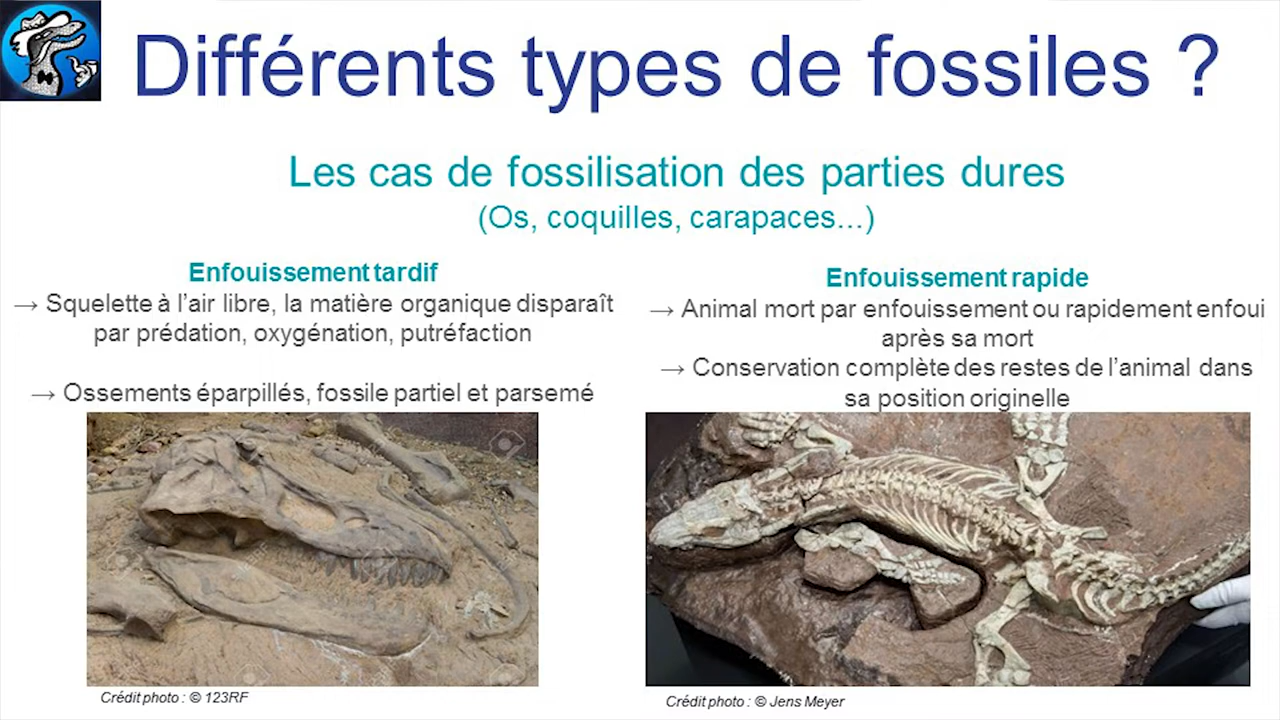 Différents types de fossiles ?
Les cas de fossilisation des parties dures
(Os, coquilles, carapaces...)
Enfouissement tardif
→ Squelette à l'air libre, la matière organique disparaît
par prédation, oxygénation, putréfaction
→ Ossements éparpillés, fossile partiel et parsemé
Crédit photo : © 123RF
Enfouissement rapide
→ Animal mort par enfouissement ou rapidement enfoui
après sa mort
→ Conservation complète des restes de l'animal dans
sa position originelle
Crédit photo : © Jens Meyer